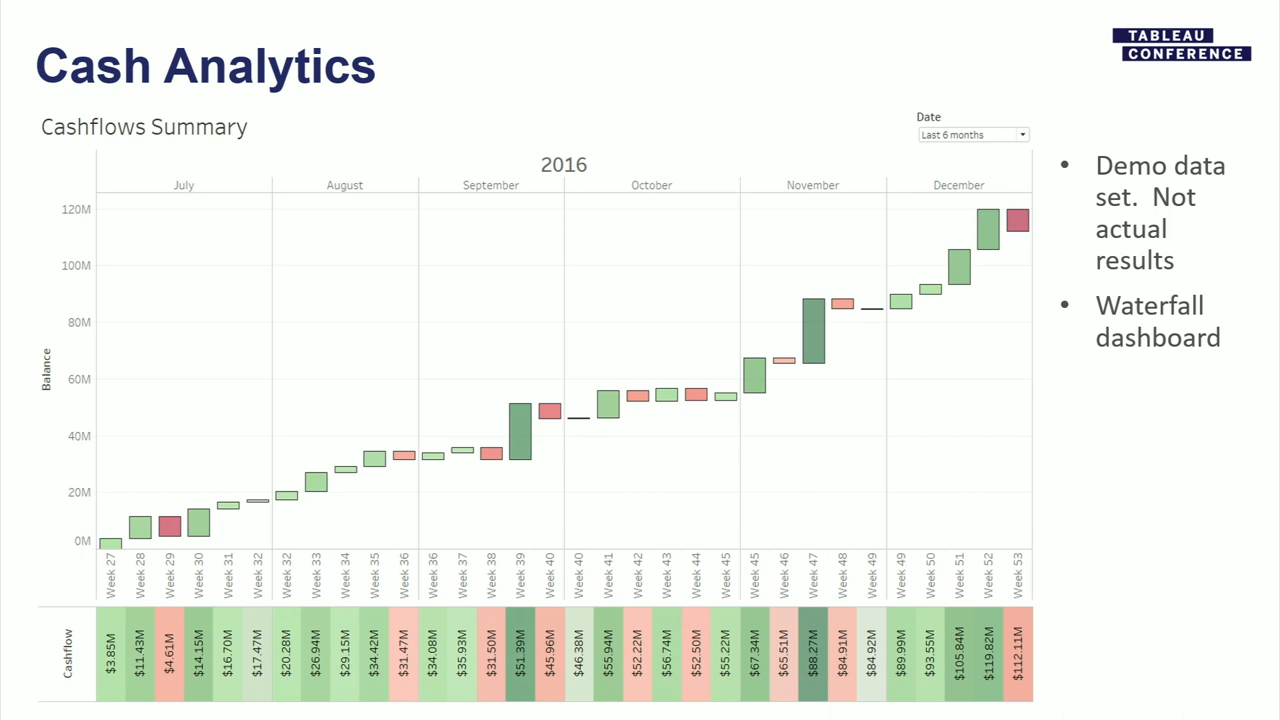 TABLEAU
CONFERENCE
Cash Analytics
Cashflows Summary
Date
Last 6 months
2016
July August September October November December
120M
100M
80M
60M
40M
20M
0M
Balance
Week 27 Week 28 Week 29 Week 30 Week 31 Week 32 Week 32 Week 33 Week 34 Week 35 Week 36 Week 36 Week 37 Week 38 Week 39 Week 40 Week 40 Week 41 Week 42 Week 43 Week 44 Week 45 Week 45 Week 46 Week 47 Week 48 Week 49 Week 49 Week 50 Week 51 Week 52 Week 53
Cashflow
$3.85M $11.43M $4.61M $14.15M $16.70M $17.47M $20.28M $26.94M $29.15M $34.42M $31.47M $34.08M $35.93M $31.50M $51.39M $45.96M $46.38M $55.94M $52.22M $56.74M $52.50M $55.22M $67.34M $65.51M $88.27M $84.91M $84.92M $89.99M $93.55M $105.84M $119.82M $112.11M
• Demo data
set. Not
actual
results
• Waterfall
dashboard